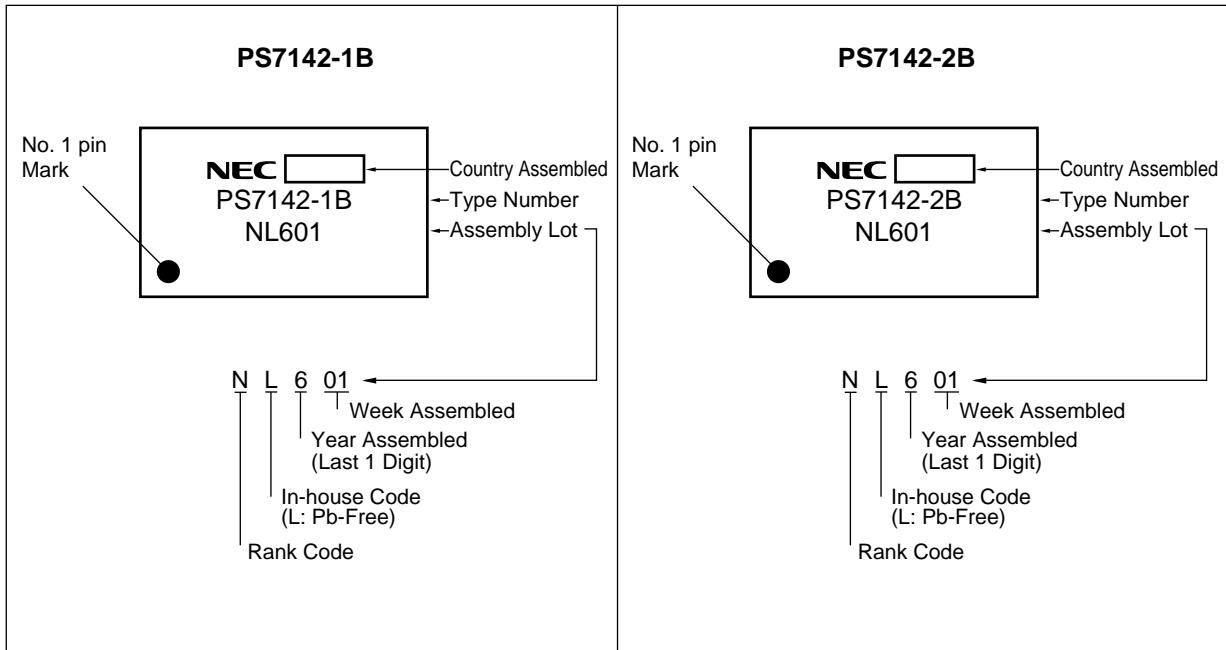 PS7142-1B
No. 1 pin
Mark
NEC
Country Assembled
PS7142-1B
Type Number
NL601
Assembly Lot
N L 6 01
Week Assembled
Year Assembled
(Last 1 Digit)
In-house Code
(L: Pb-Free)
Rank Code
PS7142-2B
No. 1 pin
Mark
NEC
Country Assembled
PS7142-2B
Type Number
NL601
Assembly Lot
N L 6 01
Week Assembled
Year Assembled
(Last 1 Digit)
In-house Code
(L: Pb-Free)
Rank Code